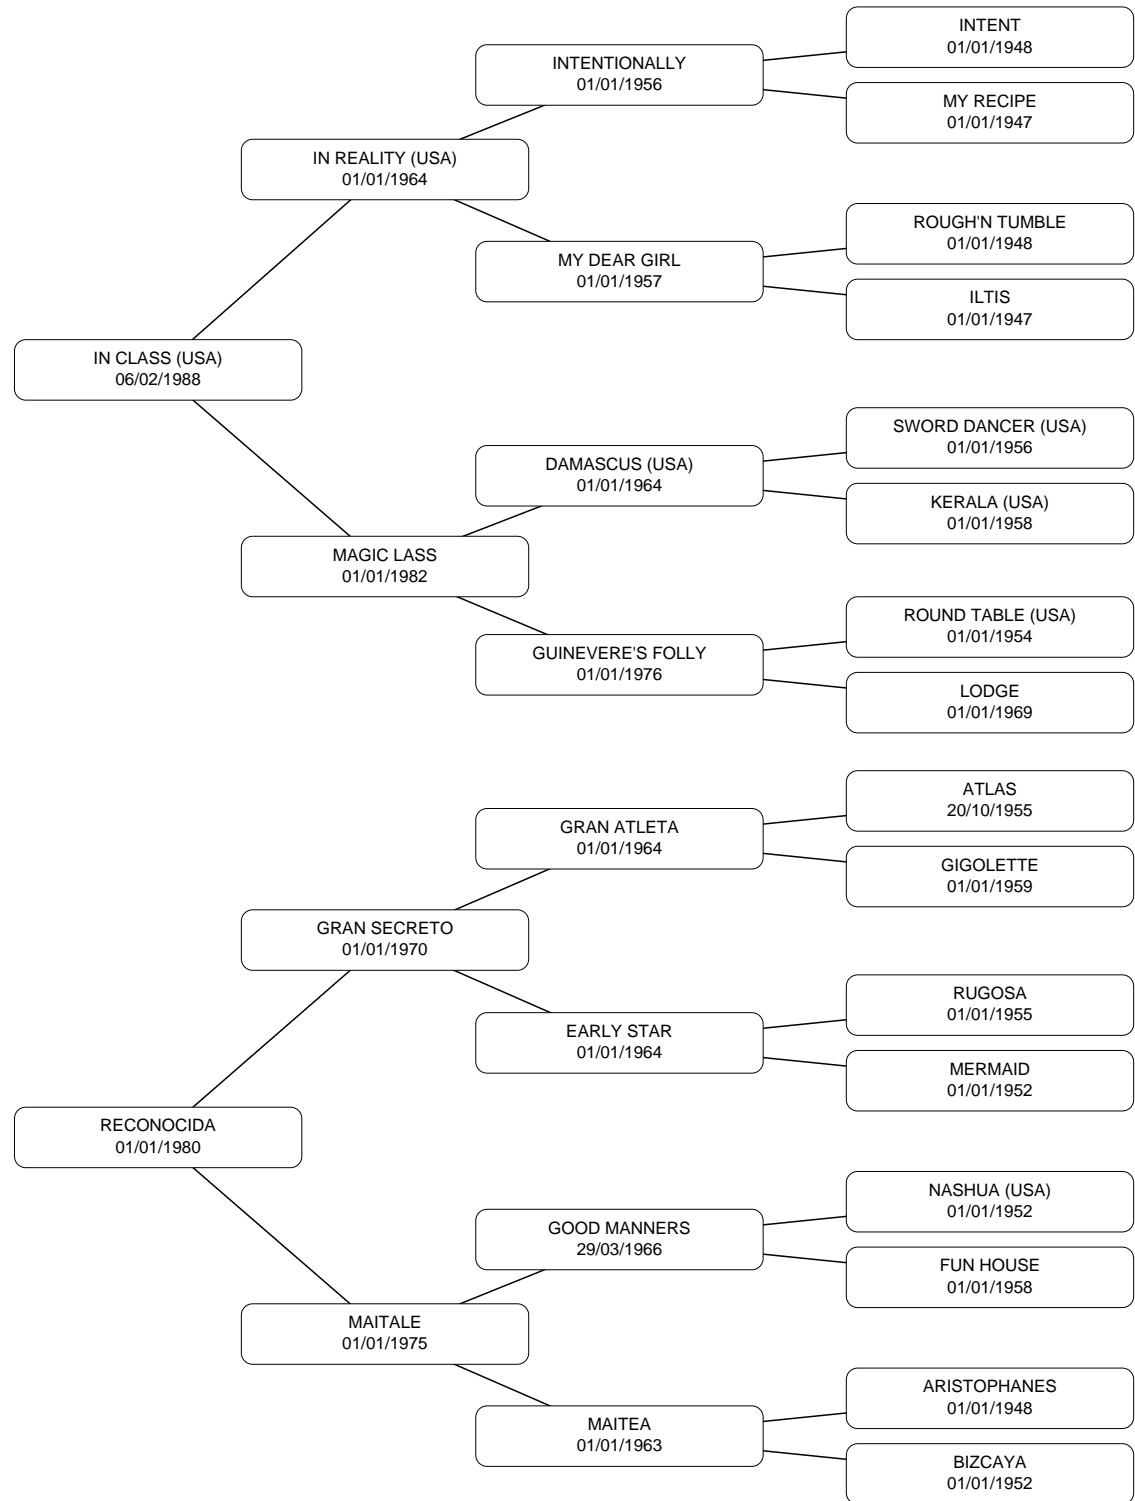 INTENT
01/01/1948
INTENTIONALLY
01/01/1956
MY RECIPE
01/01/1947
IN REALITY (USA)
01/01/1964
ROUGH'N TUMBLE
01/01/1948
MY DEAR GIRL
01/01/1957
ILTIS
01/01/1947
IN CLASS (USA)
06/02/1988
SWORD DANCER (USA)
01/01/1956
DAMASCUS (USA)
01/01/1964
KERALA (USA)
01/01/1958
MAGIC LASS
01/01/1982
ROUND TABLE (USA)
01/01/1954
GUINEVERE'S FOLLY
01/01/1976
LODGE
01/01/1969
ATLAS
20/10/1955
GRAN ATLETA
01/01/1964
GIGOLETTE
01/01/1959
GRAN SECRETO
01/01/1970
RUGOSA
01/01/1955
EARLY STAR
01/01/1964
MERMAID
01/01/1952
RECONOCIDA
01/01/1980
NASHUA (USA)
01/01/1952
GOOD MANNERS
29/03/1966
FUN HOUSE
01/01/1958
MAITALE
01/01/1975
ARISTOPHANES
01/01/1948
MAITEA
01/01/1963
BIZCAYA
01/01/1952